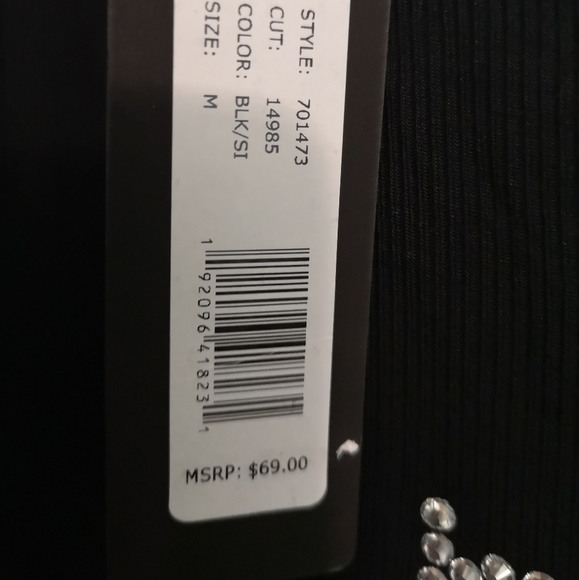 STYLE: 701473
CUT: 14985
COLOR: BLK/SI
SIZE: M
1 92096 41823 1
MSRP: $69.00